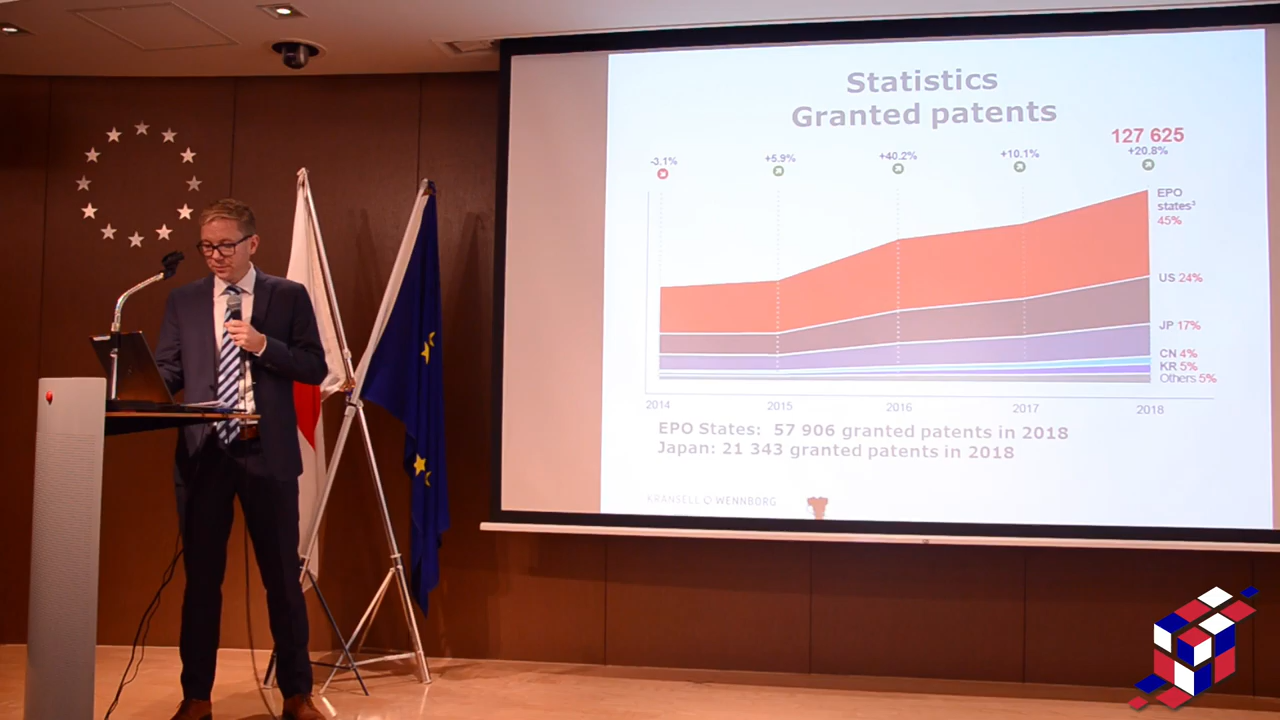 Statistics
Granted patents
127 625
-3.1%
+5.9%
+40.2%
+10.1%
+20.8%
EPO
states³
45%
US 24%
JP 17%
CN 4%
KR 5%
Others 5%
2014
2015
2016
2017
2018
EPO States: 57 906 granted patents in 2018
Japan: 21 343 granted patents in 2018
KRANSELL & WENNBORG